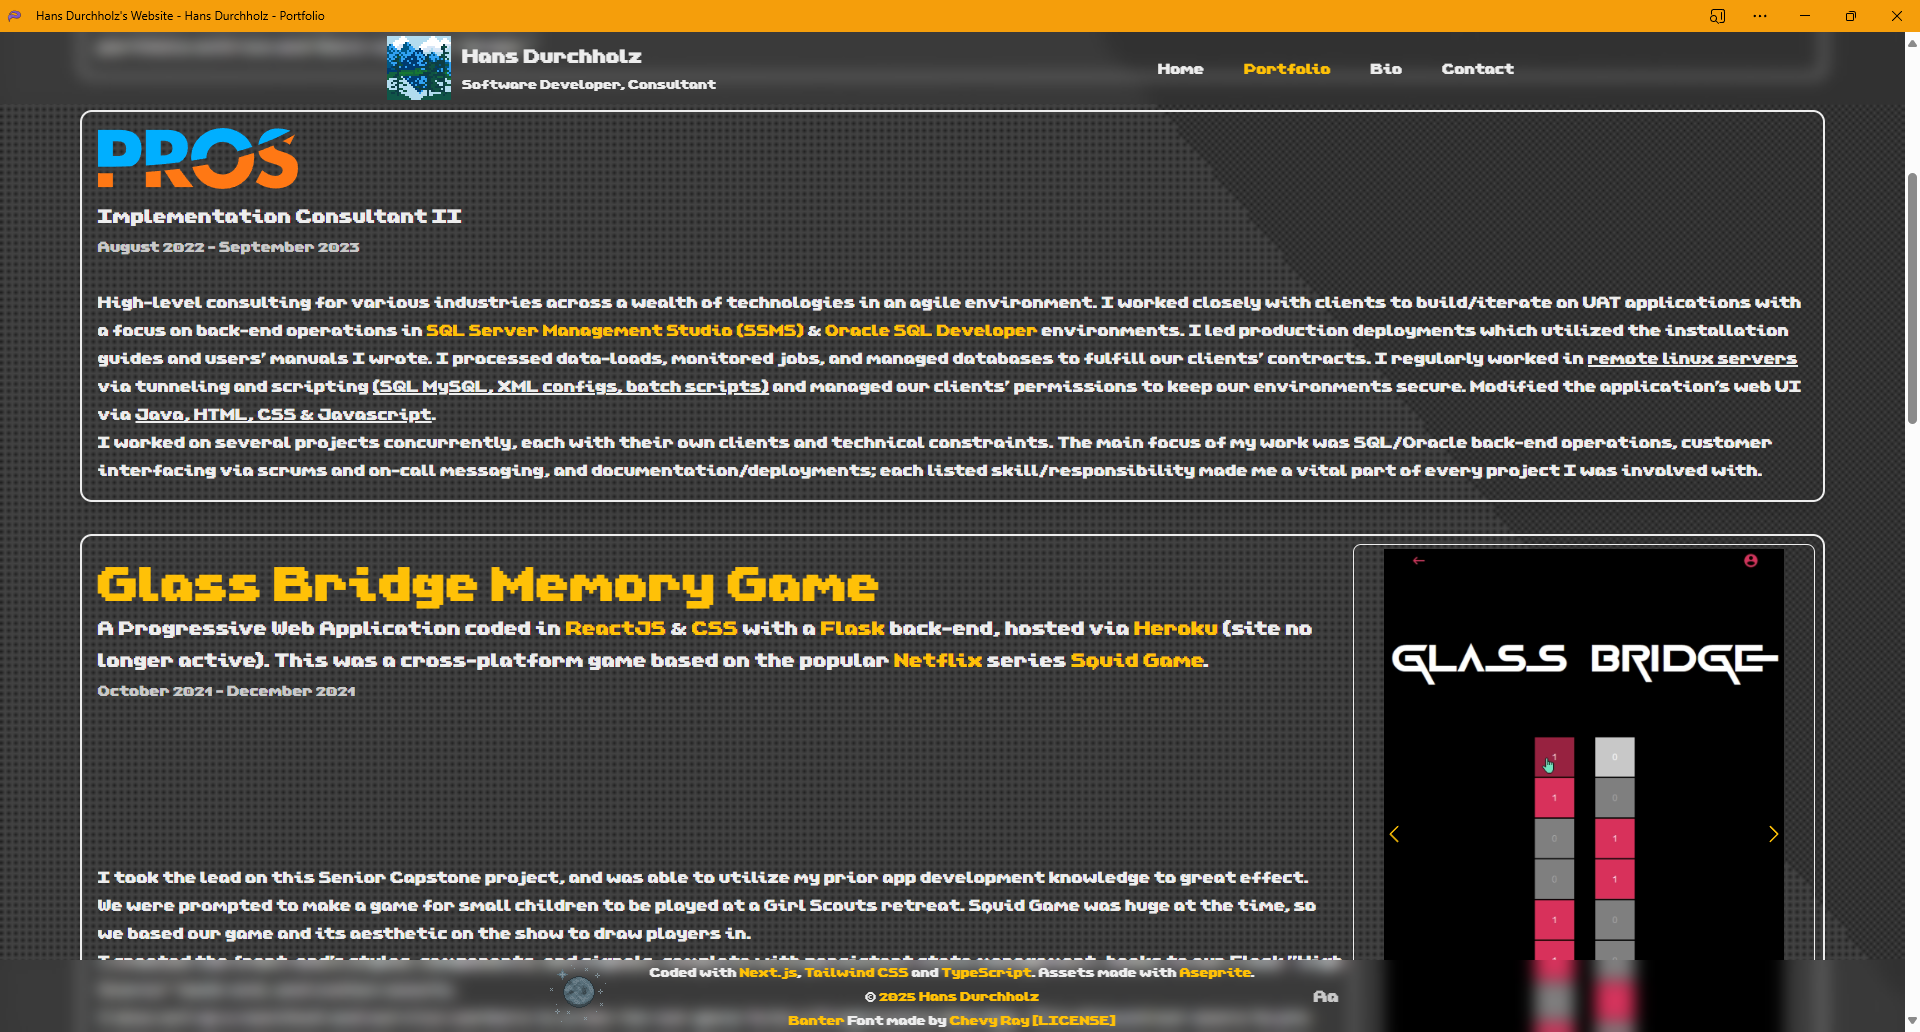 Hans Durchholz's Website - Hans Durchholz - Portfolio
Hans Durchholz
Software Developer, Consultant
Home Portfolio Bio Contact
PROS
Implementation Consultant II
August 2022 - September 2023
High-level consulting for various industries across a wealth of technologies in an agile environment. I worked closely with clients to build/iterate on UAT applications with
a focus on back-end operations in SQL Server Management Studio (SSMS) & Oracle SQL Developer environments. I led production deployments which utilized the installation
guides and users’ manuals I wrote. I processed data-loads, monitored jobs, and managed databases to fulfill our clients’ contracts. I regularly worked in remote linux servers
via tunneling and scripting (SQL MySQL, XML configs, batch scripts) and managed our clients’ permissions to keep our environments secure. Modified the application’s web UI
via Java, HTML, CSS & Javascript.
I worked on several projects concurrently, each with their own clients and technical constraints. The main focus of my work was SQL/Oracle back-end operations, customer
interfacing via scrums and on-call messaging, and documentation/deployments; each listed skill/responsibility made me a vital part of every project I was involved with.
Glass Bridge Memory Game
A Progressive Web Application coded in ReactJS & CSS with a Flask back-end, hosted via Heroku (site no
longer active). This was a cross-platform game based on the popular Netflix series Squid Game.
October 2021 - December 2021
I took the lead on this Senior Capstone project, and was able to utilize my prior app development knowledge to great effect.
We were prompted to make a game for small children to be played at a Girl Scouts retreat. Squid Game was huge at the time, so
we based our game and its aesthetic on the show to draw players in.
GLASS BRIDGE
1 0
1 0
0 1
0 1
1 0
Coded with Next.js, Tailwind CSS and TypeScript. Assets made with Aseprite.
© 2025 Hans Durchholz
Aa
Banter Font made by Chevy Ray [LICENSE]